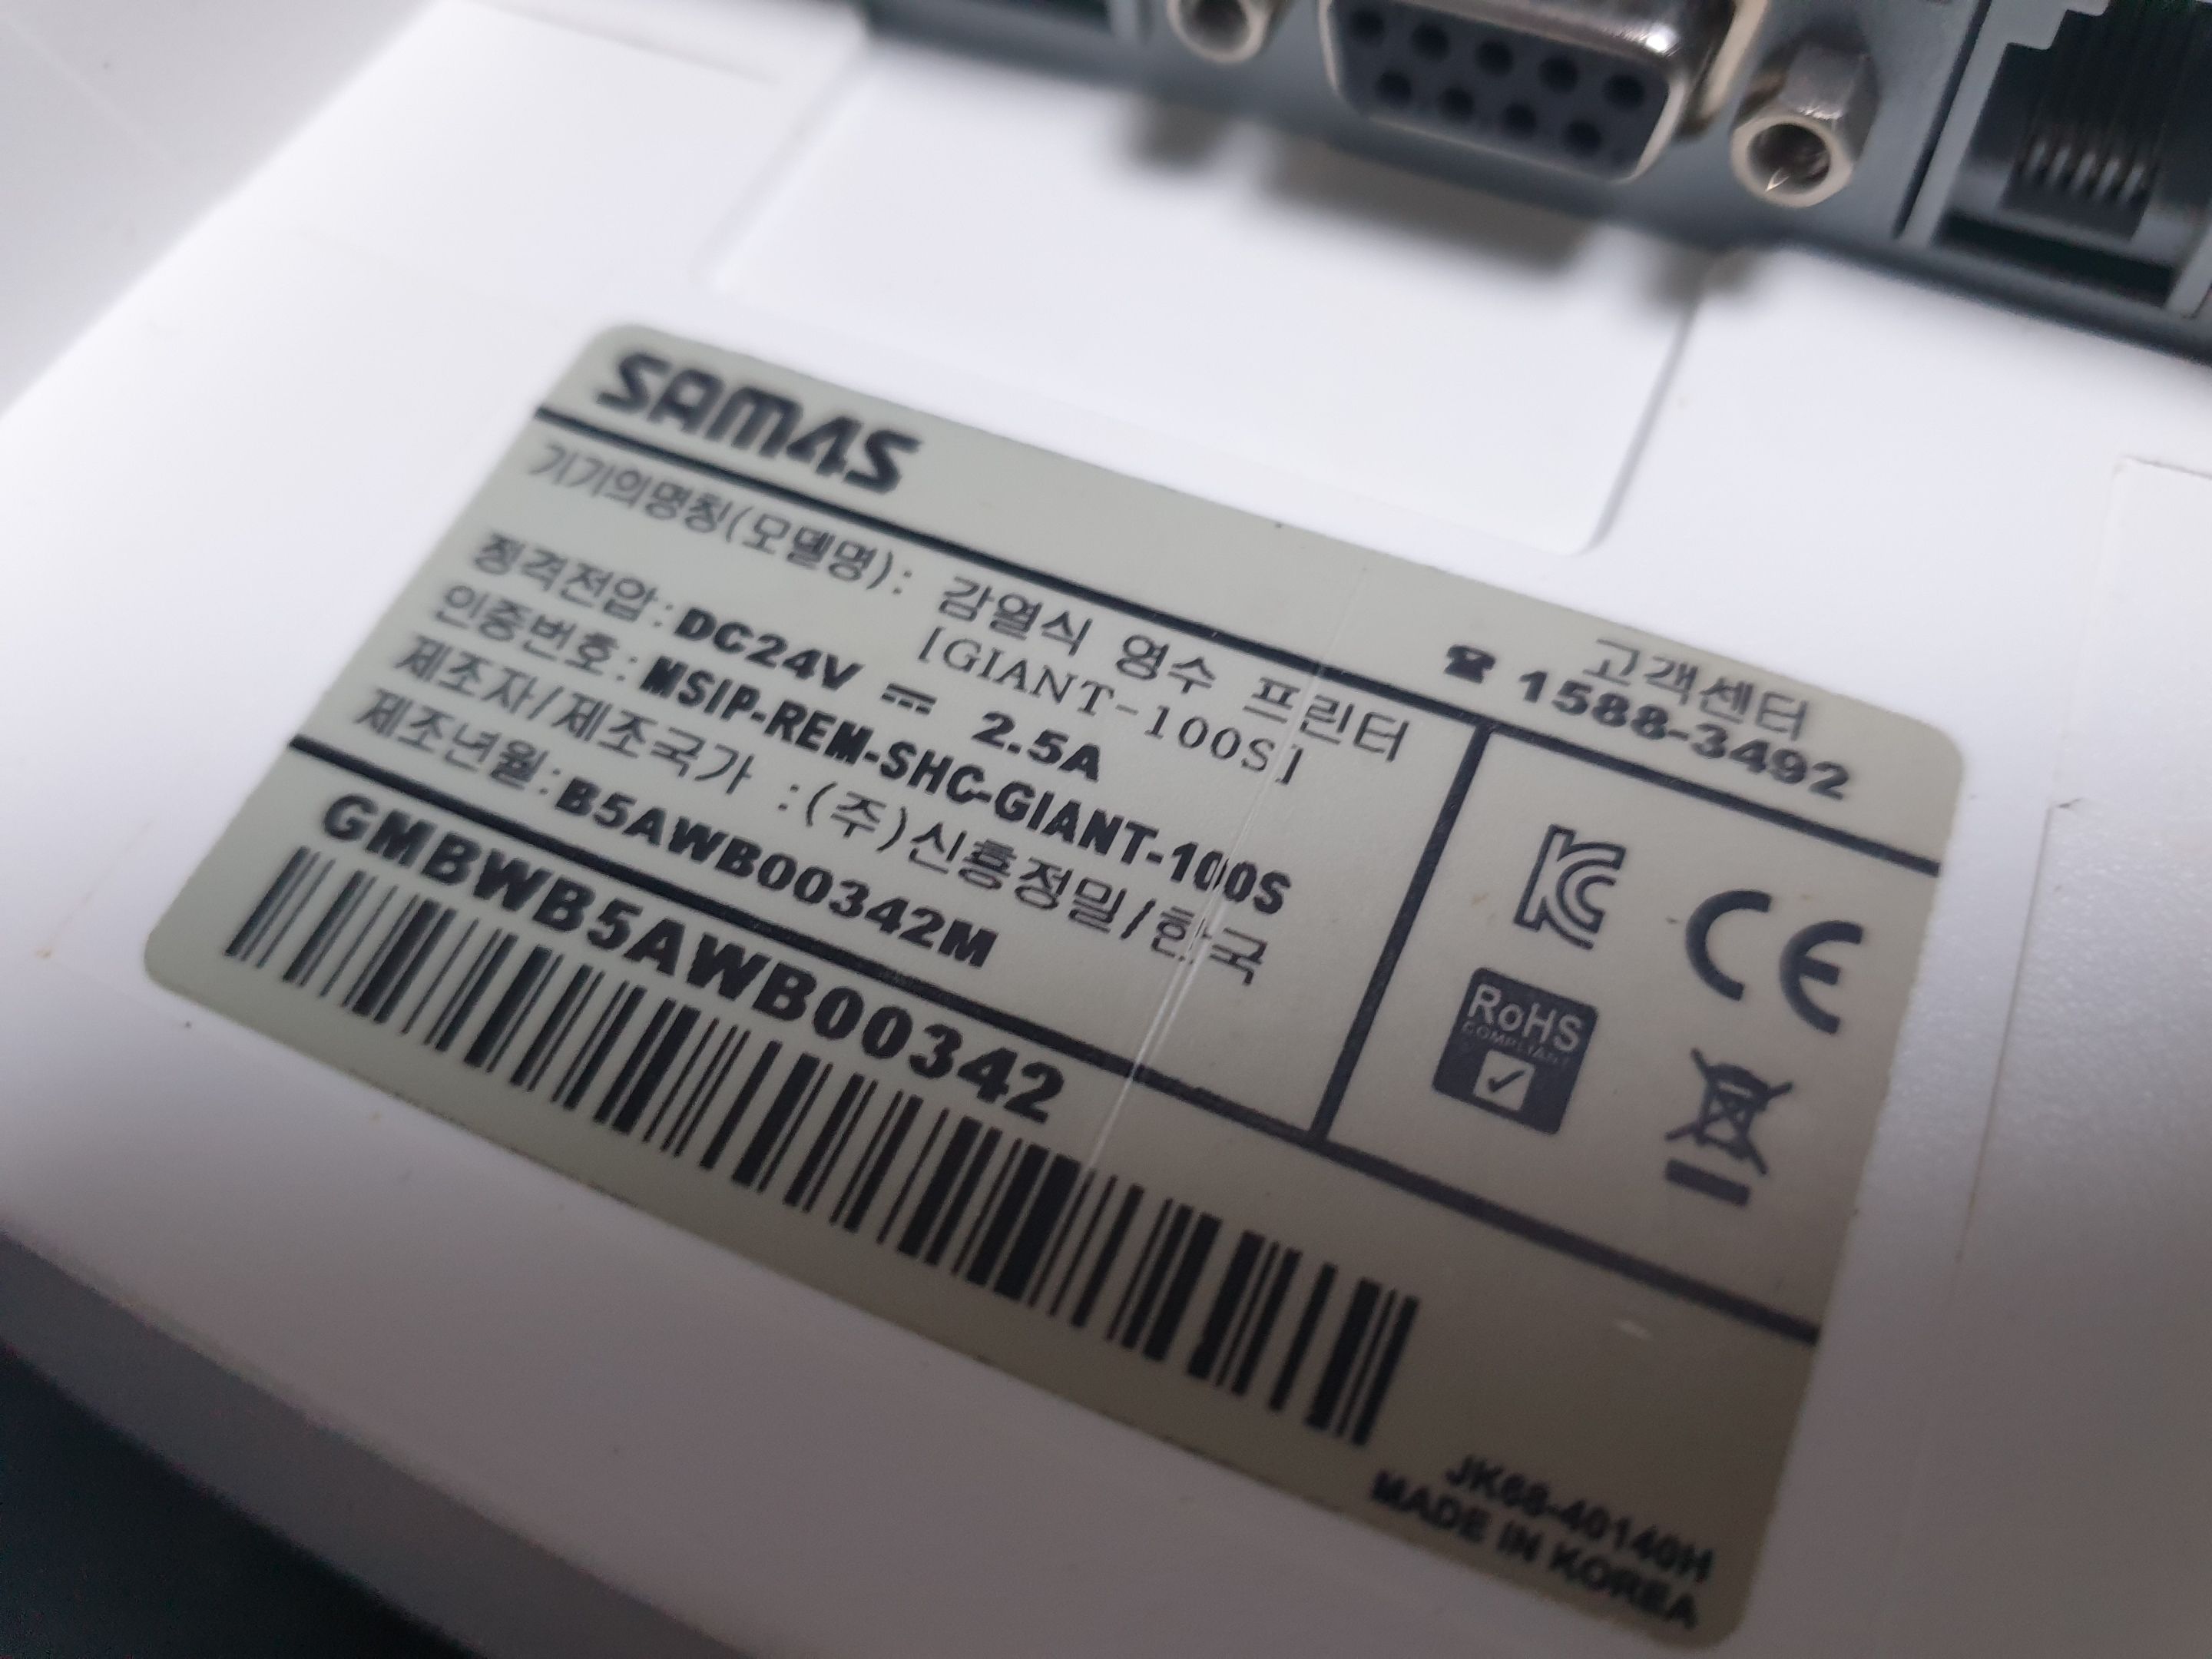 SAM4S
고객센터
☎ 1588-3492
기기의명칭(모델명): 감열식 영수 프린터
[GIANT-100S]
정격전압: DC24V ⎓ 2.5A
인증번호: MSIP-REM-SHC-GIANT-100S
제조자/제조국가 :(주)신흥정밀/한국
제조년월: B5AWB00342M
GMBWB5AWB00342
CE
RoHS
COMPLIANT
JK68-40140H
MADE IN KOREA